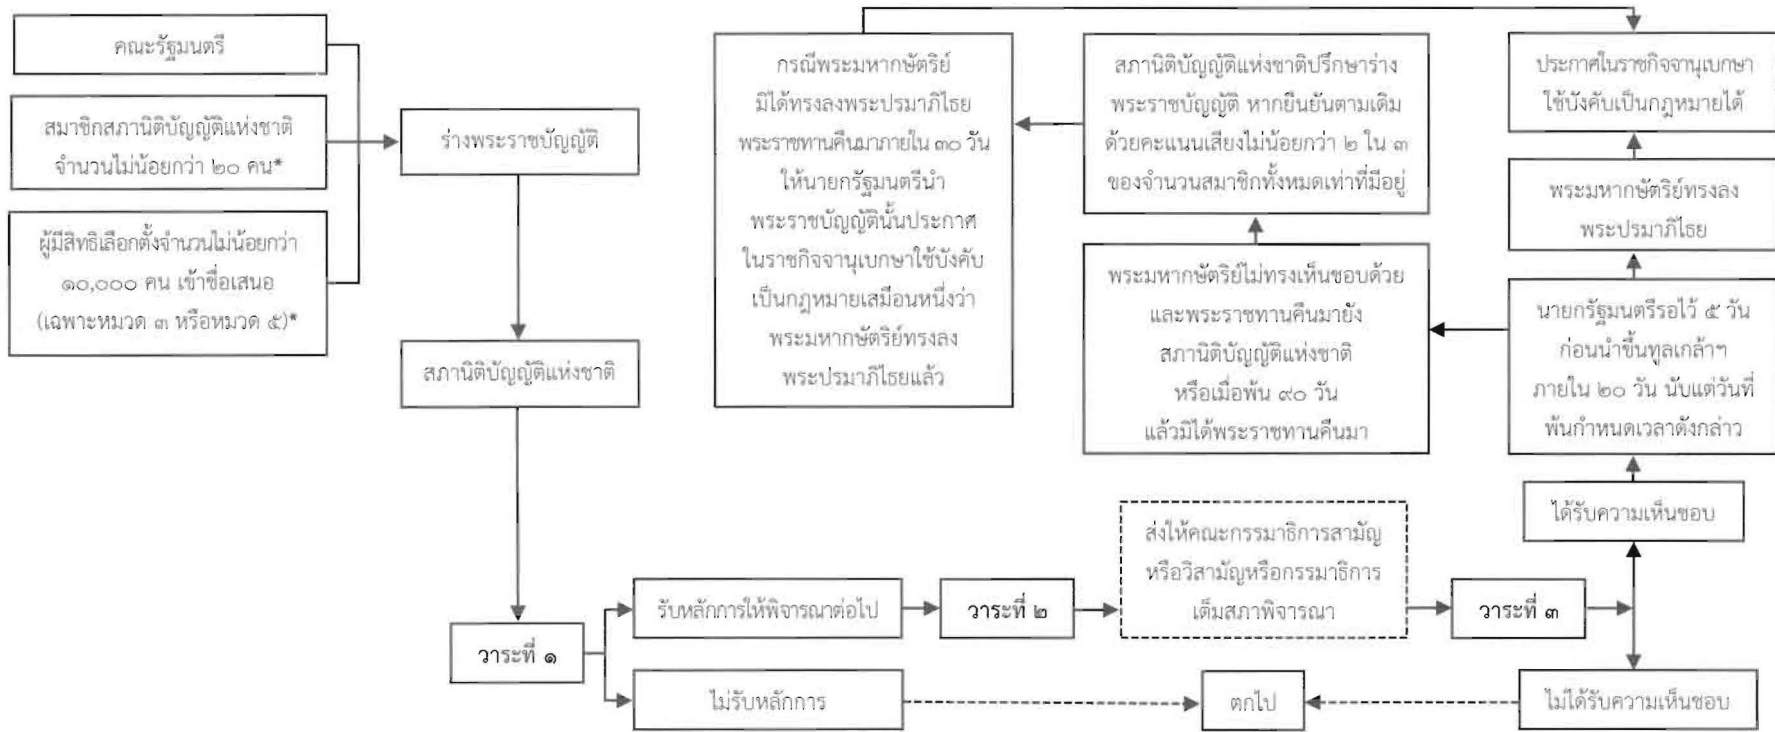 คณะรัฐมนตรี
สมาชิกสภานิติบัญญัติแห่งชาติ
จำนวนไม่น้อยกว่า ๒๐ คน*
ผู้มีสิทธิเลือกตั้งจำนวนไม่น้อยกว่า
๑๐,๐๐๐ คน เข้าชื่อเสนอ
(เฉพาะหมวด ๓ หรือหมวด ๕)*
ร่างพระราชบัญญัติ
สภานิติบัญญัติแห่งชาติ
วาระที่ ๑
รับหลักการให้พิจารณาต่อไป
ไม่รับหลักการ
วาระที่ ๒
ส่งให้คณะกรรมาธิการสามัญ
หรือวิสามัญหรือกรรมาธิการ
เต็มสภาพิจารณา
วาระที่ ๓
ตกไป
ไม่ได้รับความเห็นชอบ
ได้รับความเห็นชอบ
นายกรัฐมนตรีรอไว้ ๕ วัน
ก่อนนำขึ้นทูลเกล้าฯ
ภายใน ๒๐ วัน นับแต่วันที่
พ้นกำหนดเวลาดังกล่าว
พระมหากษัตริย์ทรงลง
พระปรมาภิไธย
ประกาศในราชกิจจานุเบกษา
ใช้บังคับเป็นกฎหมายได้
พระมหากษัตริย์ไม่ทรงเห็นชอบด้วย
และพระราชทานคืนมายัง
สภานิติบัญญัติแห่งชาติ
หรือเมื่อพ้น ๙๐ วัน
แล้วมิได้พระราชทานคืนมา
สภานิติบัญญัติแห่งชาติปรึกษาร่าง
พระราชบัญญัติ หากยืนยันตามเดิม
ด้วยคะแนนเสียงไม่น้อยกว่า ๒ ใน ๓
ของจำนวนสมาชิกทั้งหมดเท่าที่มีอยู่
กรณีพระมหากษัตริย์
มิได้ทรงลงพระปรมาภิไธย
พระราชทานคืนมาภายใน ๓๐ วัน
ให้นายกรัฐมนตรีนำ
พระราชบัญญัตินั้นประกาศ
ในราชกิจจานุเบกษาใช้บังคับ
เป็นกฎหมายเสมือนหนึ่งว่า
พระมหากษัตริย์ทรงลง
พระปรมาภิไธยแล้ว